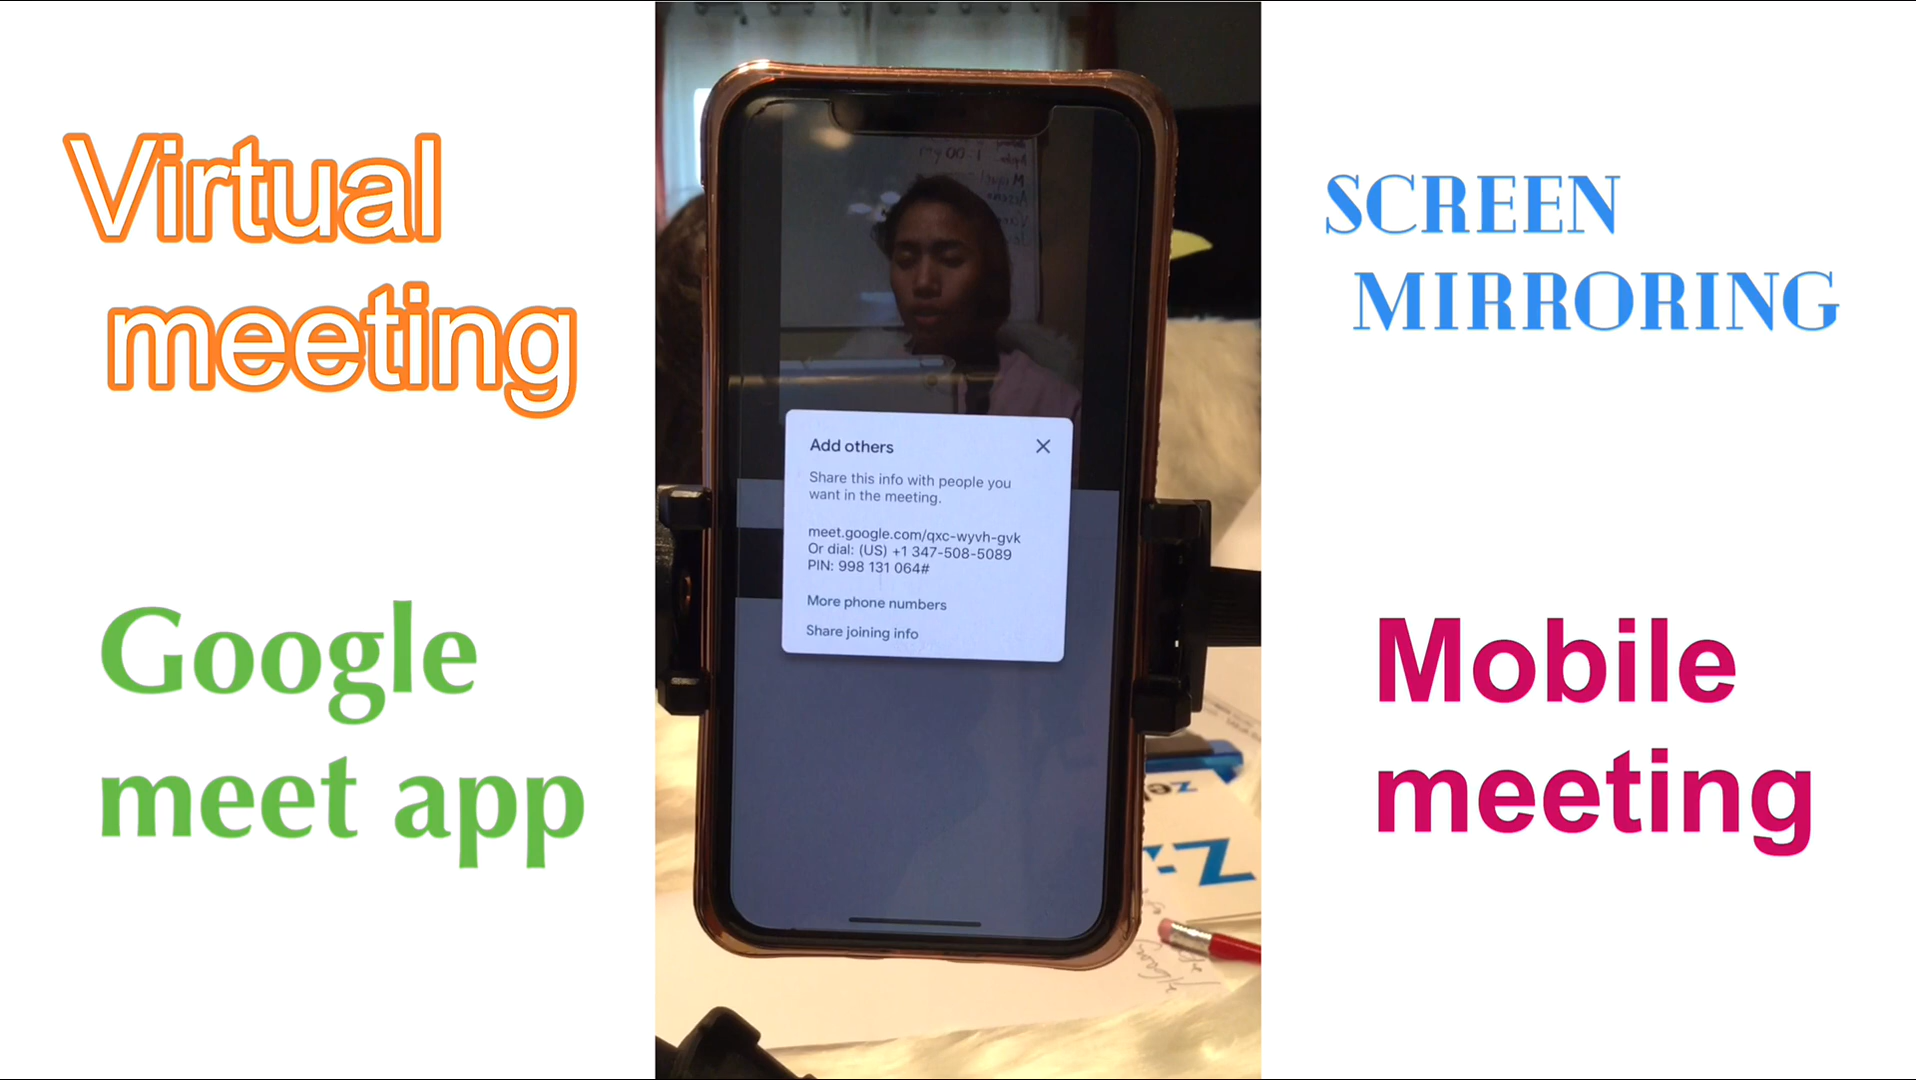 Virtual
meeting
Google
meet app
Add others
Share this info with people you
want in the meeting.
meet.google.com/qxc-wyvh-gvk
Or dial: (US) +1 347-508-5089
PIN: 998 131 064#
More phone numbers
Share joining info
SCREEN
MIRRORING
Mobile
meeting